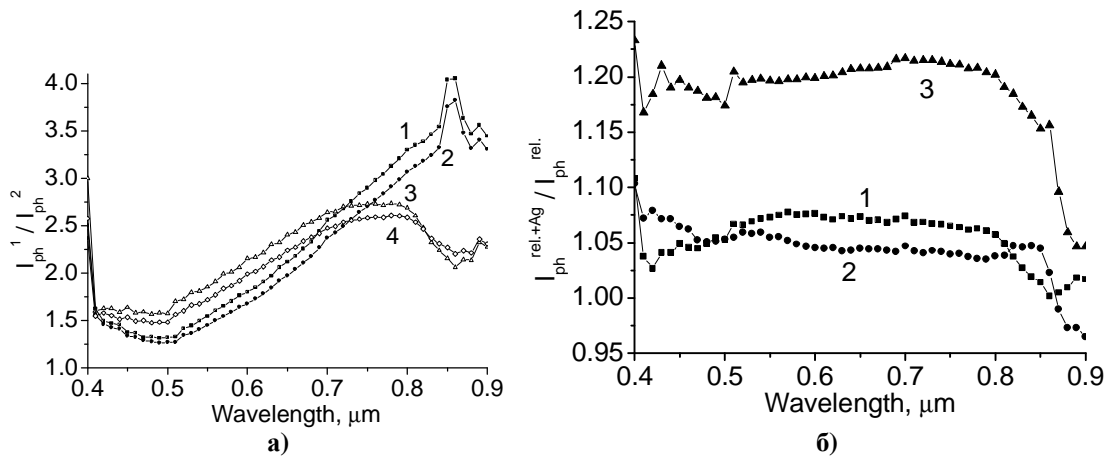 4.0
3.5
3.0
2.5
2.0
1.5
1.0
I_ph^1 / I_ph^2
1
2
3
4
0.4 0.5 0.6 0.7 0.8 0.9
Wavelength, μm
а)
1.25
1.20
1.15
1.10
1.05
1.00
0.95
I_ph^rel.+Ag / I_ph^rel.
3
1
2
0.4 0.5 0.6 0.7 0.8 0.9
Wavelength, μm
б)